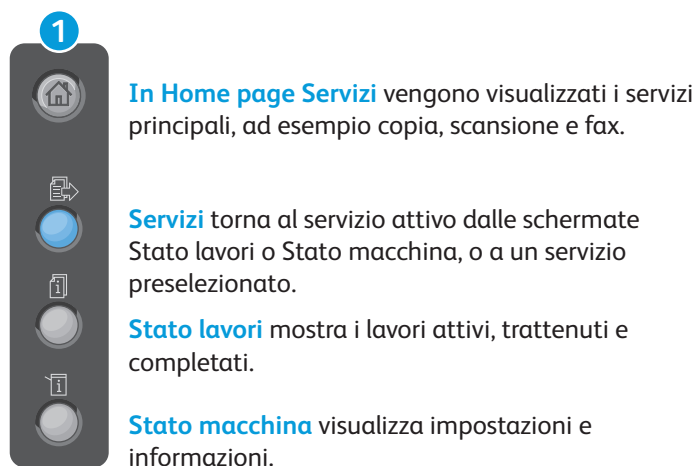 1
In Home page Servizi vengono visualizzati i servizi
principali, ad esempio copia, scansione e fax.
Servizi torna al servizio attivo dalle schermate
Stato lavori o Stato macchina, o a un servizio
preselezionato.
Stato lavori mostra i lavori attivi, trattenuti e
completati.
Stato macchina visualizza impostazioni e
informazioni.